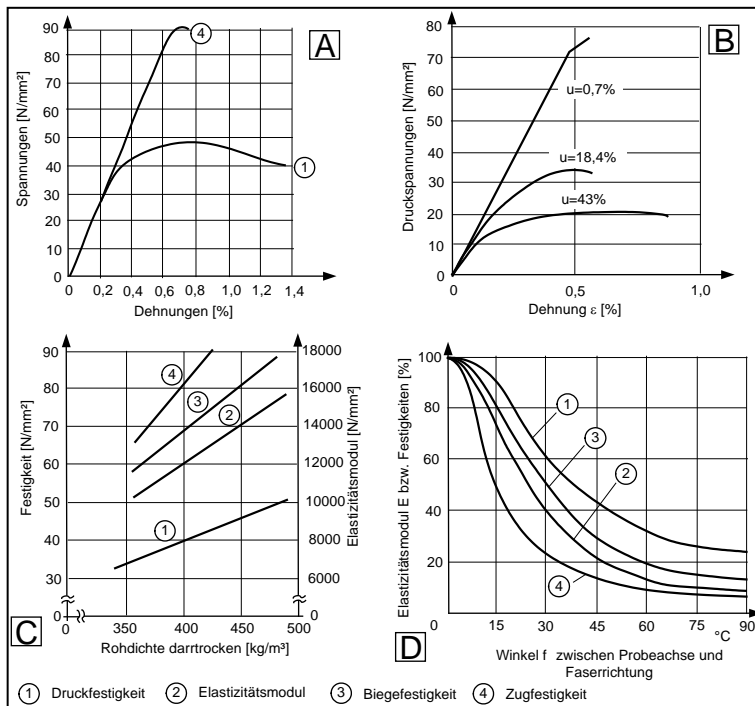 A
Spannungen [N/mm²]
90
80
70
60
50
40
30
20
10
0
4
1
0 0,2 0,4 0,6 0,8 1,0 1,2 1,4
Dehnungen [%]
B
Druckspannungen [N/mm²]
80
70
60
50
40
30
20
10
0
u=0,7%
u=18,4%
u=43%
0 0,5 1,0
Dehnung ε [%]
C
Festigkeit [N/mm²]
90
80
70
60
50
40
30
0
4
3
2
1
18000
16000
14000
12000
10000
8000
6000
0
Elastizitätsmodul [N/mm²]
0 350 400 450 500
Rohdichte darrtrocken [kg/m³]
D
Elastizitätsmodul E bzw. Festigkeiten [%]
100
80
60
40
20
1
3
2
4
0 15 30 45 60 75 90
°C
Winkel f zwischen Probeachse und
Faserrichtung
1 Druckfestigkeit 2 Elastizitätsmodul 3 Biegefestigkeit 4 Zugfestigkeit